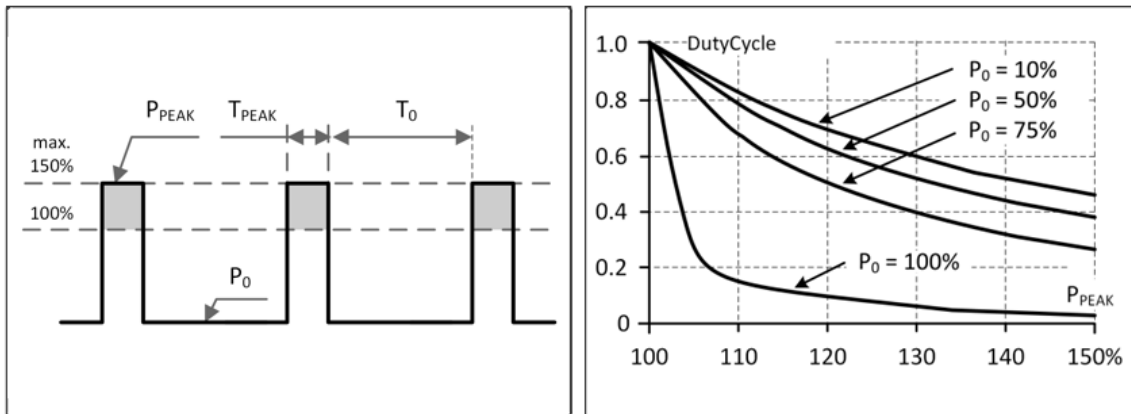 P_PEAK T_PEAK T_0
max.
150%
100%
P_0
DutyCycle
1.0
0.8
0.6
0.4
0.2
0
P_0 = 10%
P_0 = 50%
P_0 = 75%
P_0 = 100%
P_PEAK
100 110 120 130 140 150%